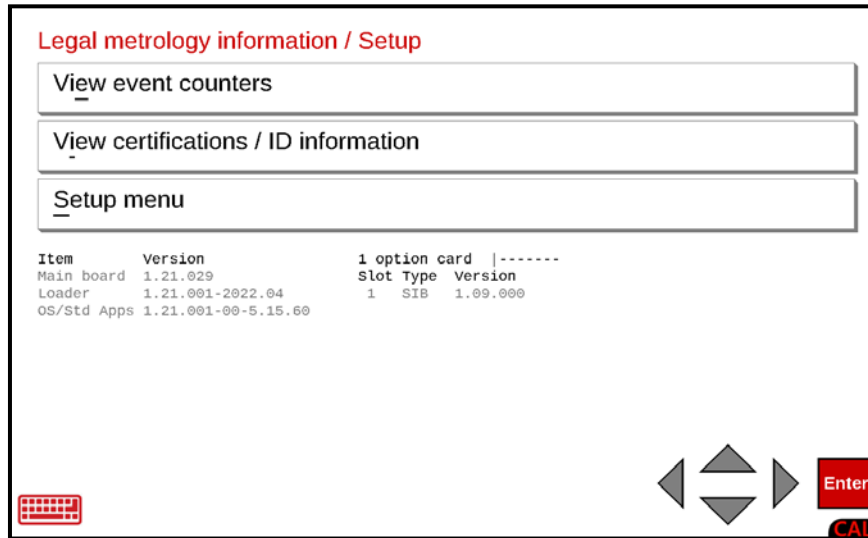 Legal metrology information / Setup
View event counters
View certifications / ID information
Setup menu
Item Version 1 option card |-------
Main board 1.21.029 Slot Type Version
Loader 1.21.001-2022.04 1 SIB 1.09.000
OS/Std Apps 1.21.001-00-5.15.60
Enter
CAL